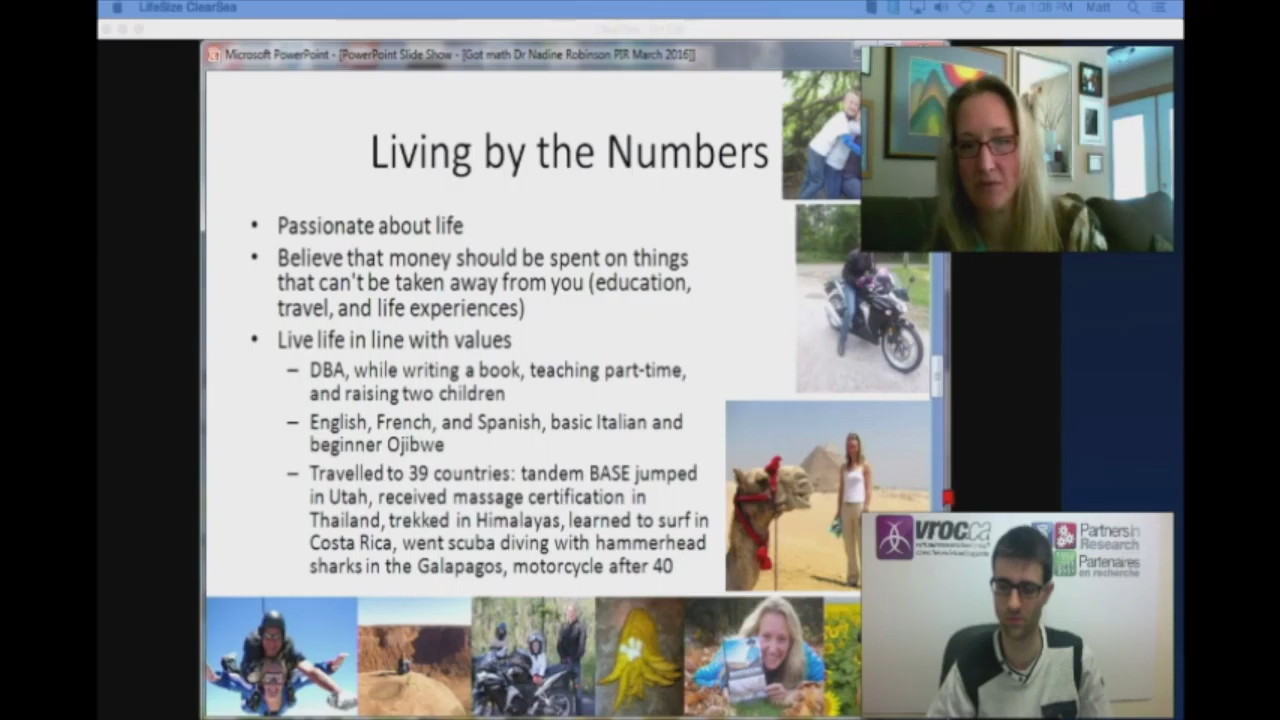 LifeSize ClearSea
Tue 1:08 PM Matt
Microsoft PowerPoint - [PowerPoint Slide Show - [Got math Dr Nadine Robinson PIR March 2016]]
Living by the Numbers
• Passionate about life
• Believe that money should be spent on things
that can't be taken away from you (education,
travel, and life experiences)
• Live life in line with values
– DBA, while writing a book, teaching part-time,
and raising two children
– English, French, and Spanish, basic Italian and
beginner Ojibwe
– Travelled to 39 countries: tandem BASE jumped
in Utah, received massage certification in
Thailand, trekked in Himalayas, learned to surf in
Costa Rica, went scuba diving with hammerhead
sharks in the Galapagos, motorcycle after 40
vroc.ca
Partners in
Research
Partenaires
en recherche